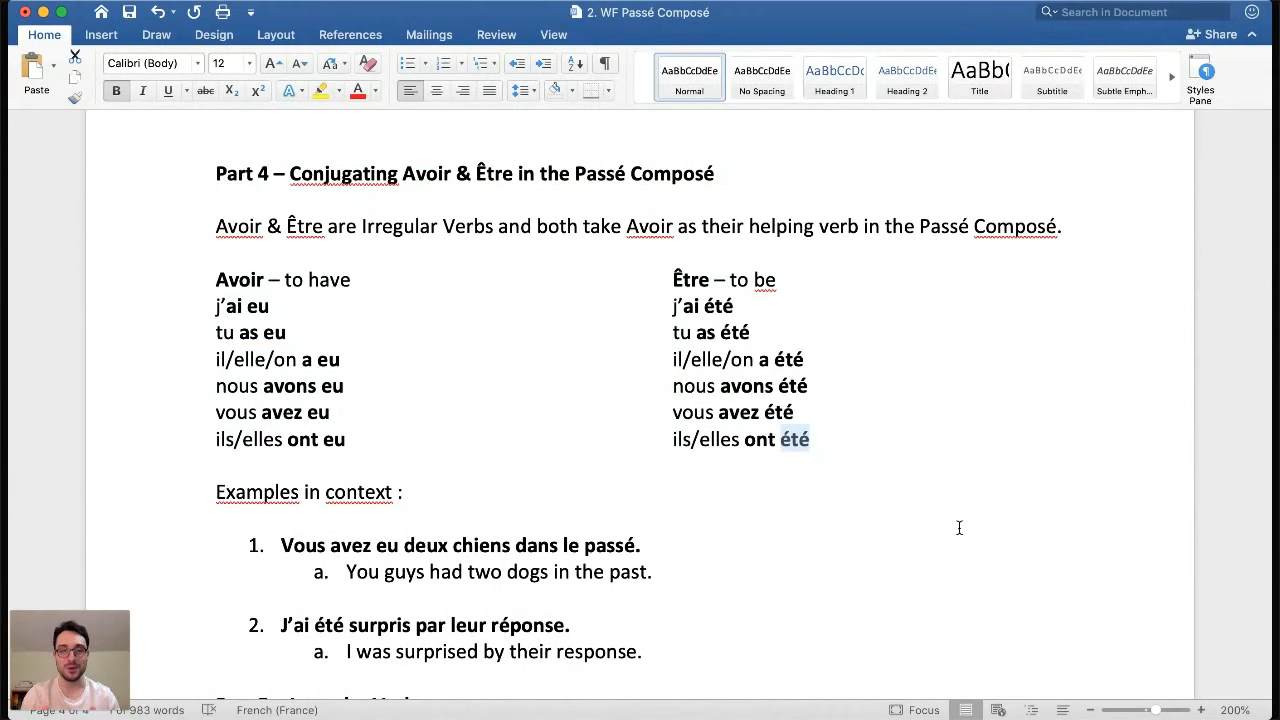 2. WF Passé Composé
Search in Document
Home Insert Draw Design Layout References Mailings Review View Share
Paste
Calibri (Body) 12
AaBbCcDdEe AaBbCcDdEe AaBbCcDc AaBbCcDdEe AaBb( AaBbCcDdEe AaBbCcDdEe
Normal No Spacing Heading 1 Heading 2 Title Subtitle Subtle Emph... Styles Pane
Part 4 – Conjugating Avoir & Être in the Passé Composé
Avoir & Être are Irregular Verbs and both take Avoir as their helping verb in the Passé Composé.
Avoir – to have
j’ai eu
tu as eu
il/elle/on a eu
nous avons eu
vous avez eu
ils/elles ont eu
Être – to be
j’ai été
tu as été
il/elle/on a été
nous avons été
vous avez été
ils/elles ont été
Examples in context :
1. Vous avez eu deux chiens dans le passé.
a. You guys had two dogs in the past.
2. J’ai été surpris par leur réponse.
a. I was surprised by their response.
Page 4 of 4 983 words French (France) Focus 200%